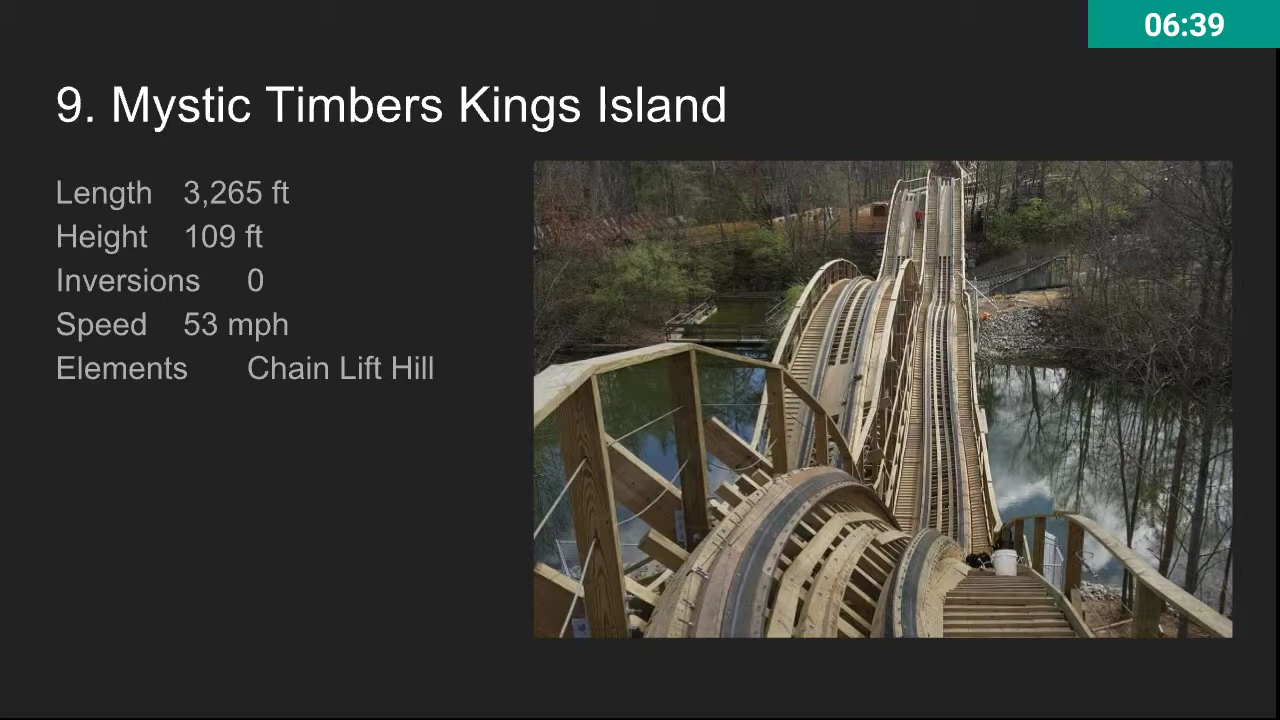 06:39
9. Mystic Timbers Kings Island
Length 3,265 ft
Height 109 ft
Inversions 0
Speed 53 mph
Elements Chain Lift Hill